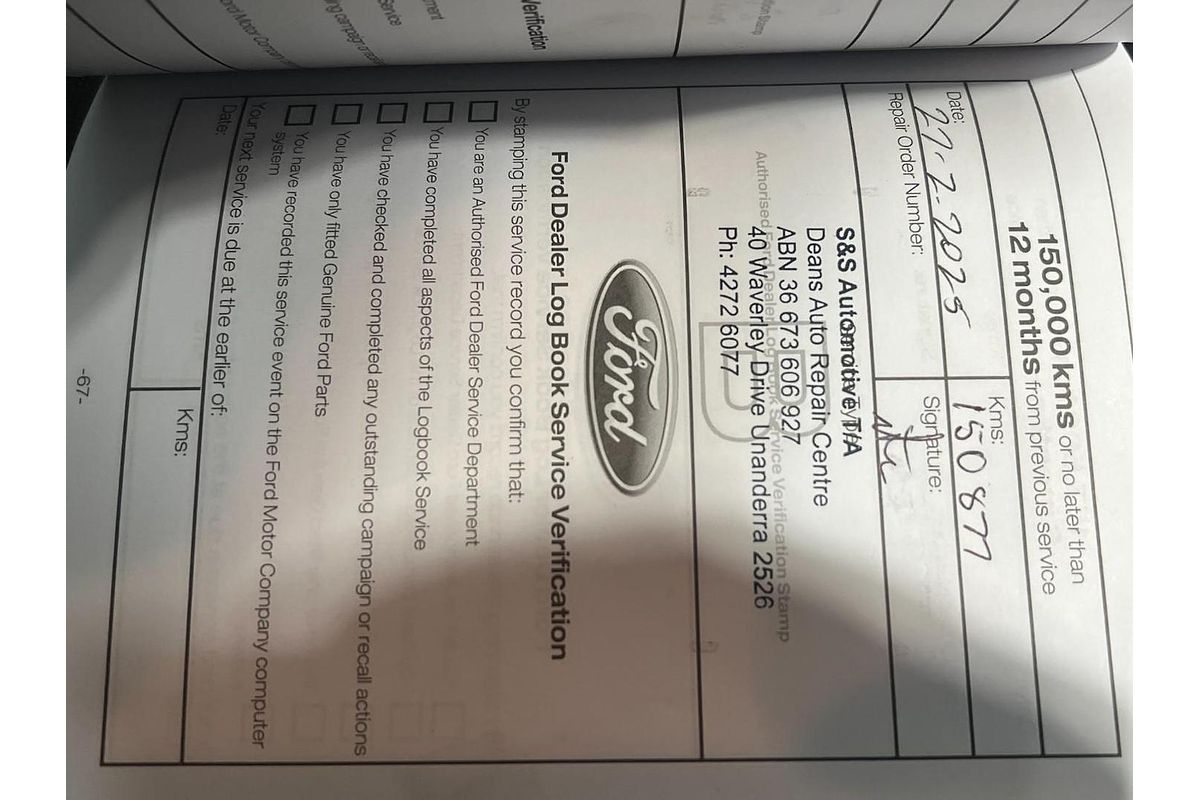 150,000 kms or no later than
12 months from previous service
Date: 27-2-2025
Kms: 150 877
Repair Order Number:
Signature:
S&S Automotive T/A
Deans Auto Repair Centre
ABN 36 673 606 927
40 Waverley Drive Unanderra 2526
Ph: 4272 6077
Authorised Ford Dealer Logbook Service Verification Stamp
Ford
Ford Dealer Log Book Service Verification
By stamping this service record you confirm that:
You are an Authorised Ford Dealer Service Department
You have completed all aspects of the Logbook Service
You have checked and completed any outstanding campaign or recall actions
You have only fitted Genuine Ford Parts
You have recorded this service event on the Ford Motor Company computer
system
Your next service is due at the earlier of:
Date:
Kms:
-67-
Verification